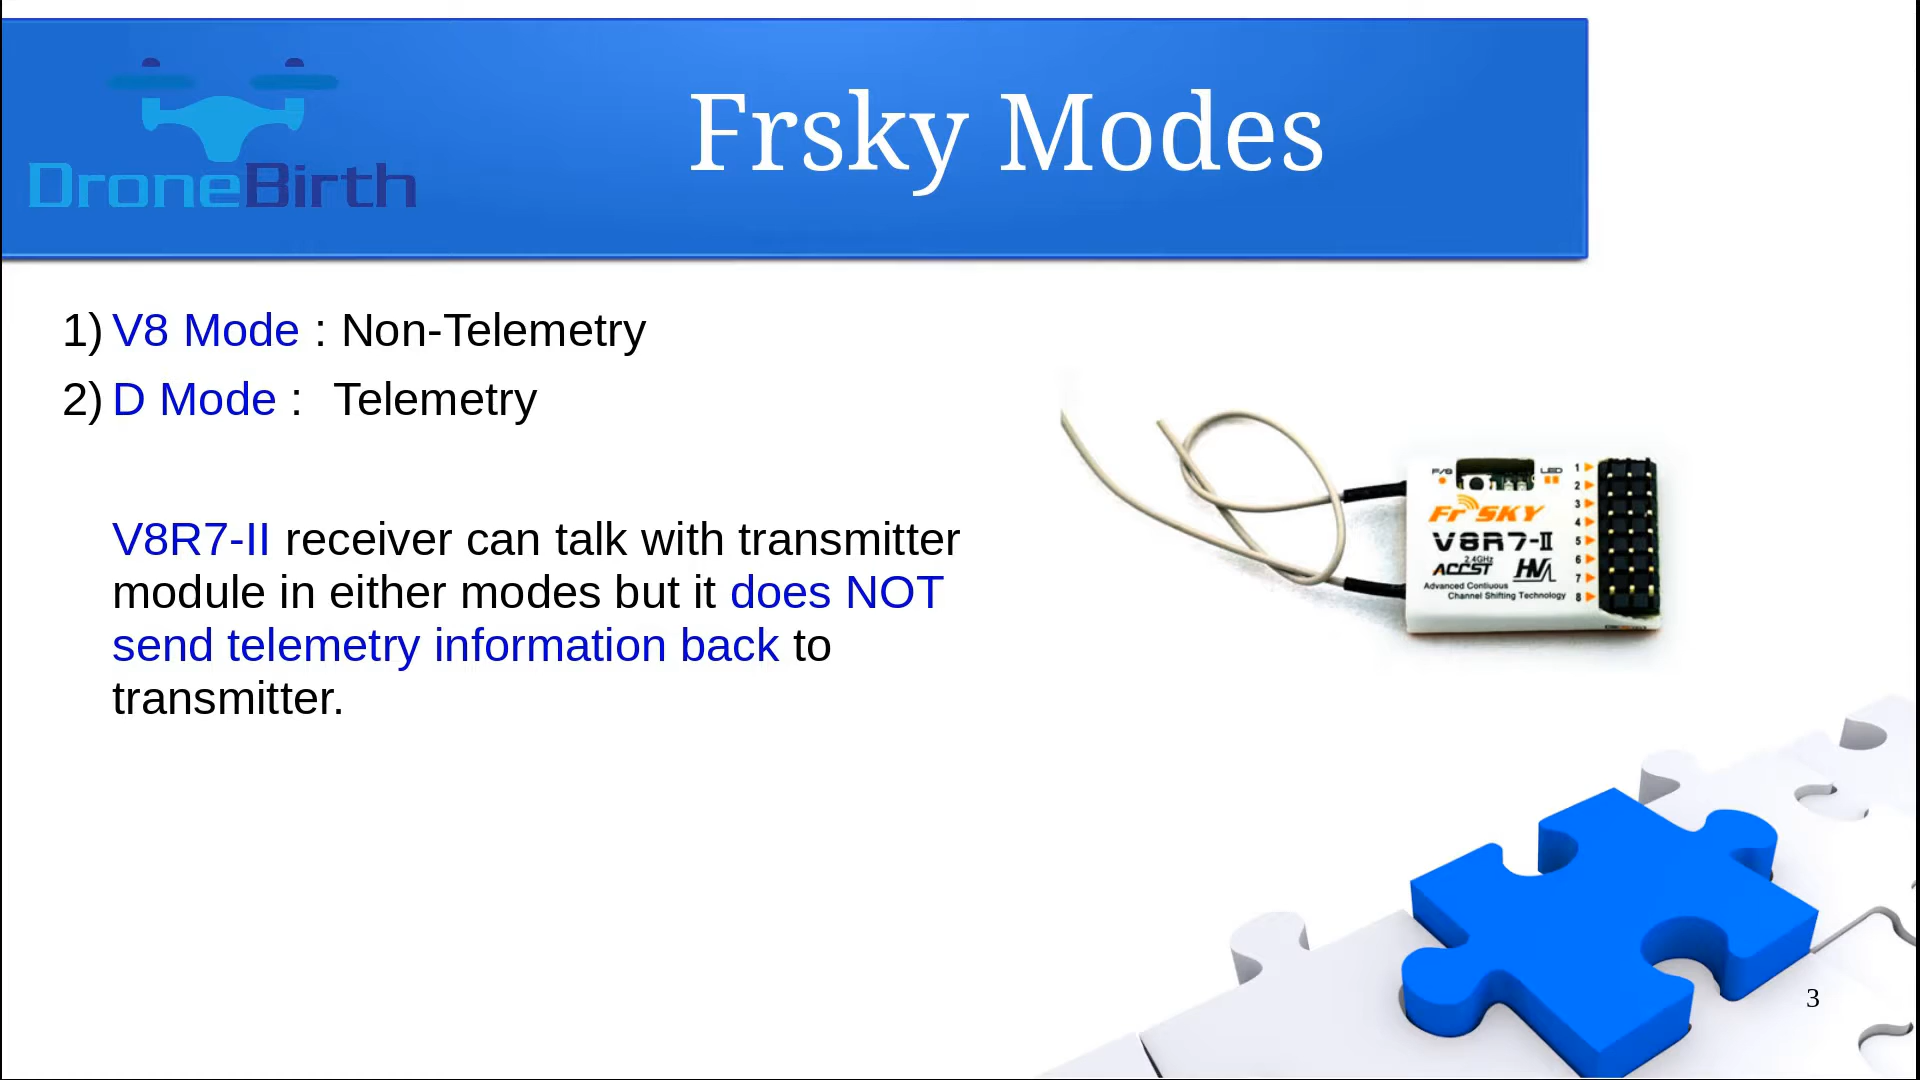 DroneBirth
Frsky Modes
1) V8 Mode : Non-Telemetry
2) D Mode : Telemetry
V8R7-II receiver can talk with transmitter
module in either modes but it does NOT
send telemetry information back to
transmitter.
F/S
LED
1
2
3
4
5
6
7
8
FrSKY
V8R7-II
2.4GHz
ACCST HV
Advanced Contiuous
Channel Shifting Technology
3